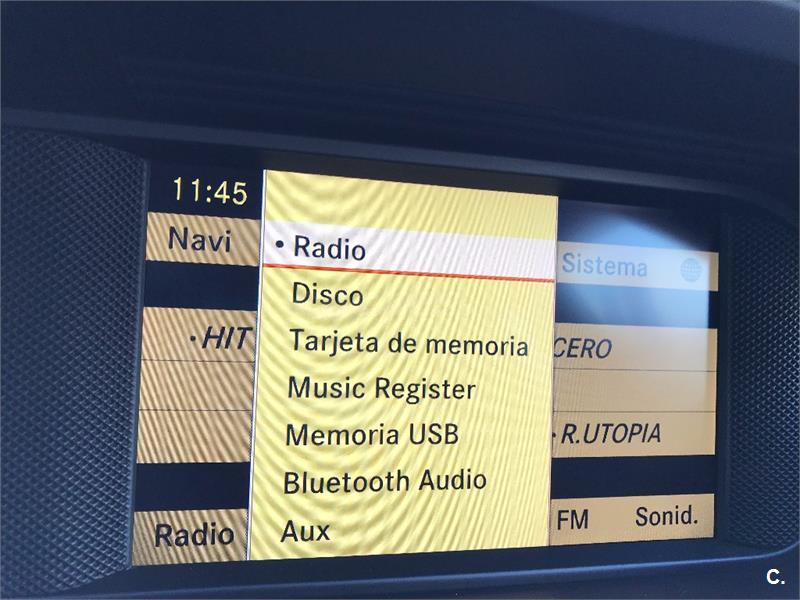 11:45
Navi
• Radio
Sistema
Disco
• HIT
Tarjeta de memoria
CERO
Music Register
Memoria USB
• R.UTOPIA
Bluetooth Audio
Radio
Aux
FM
Sonid.
C.